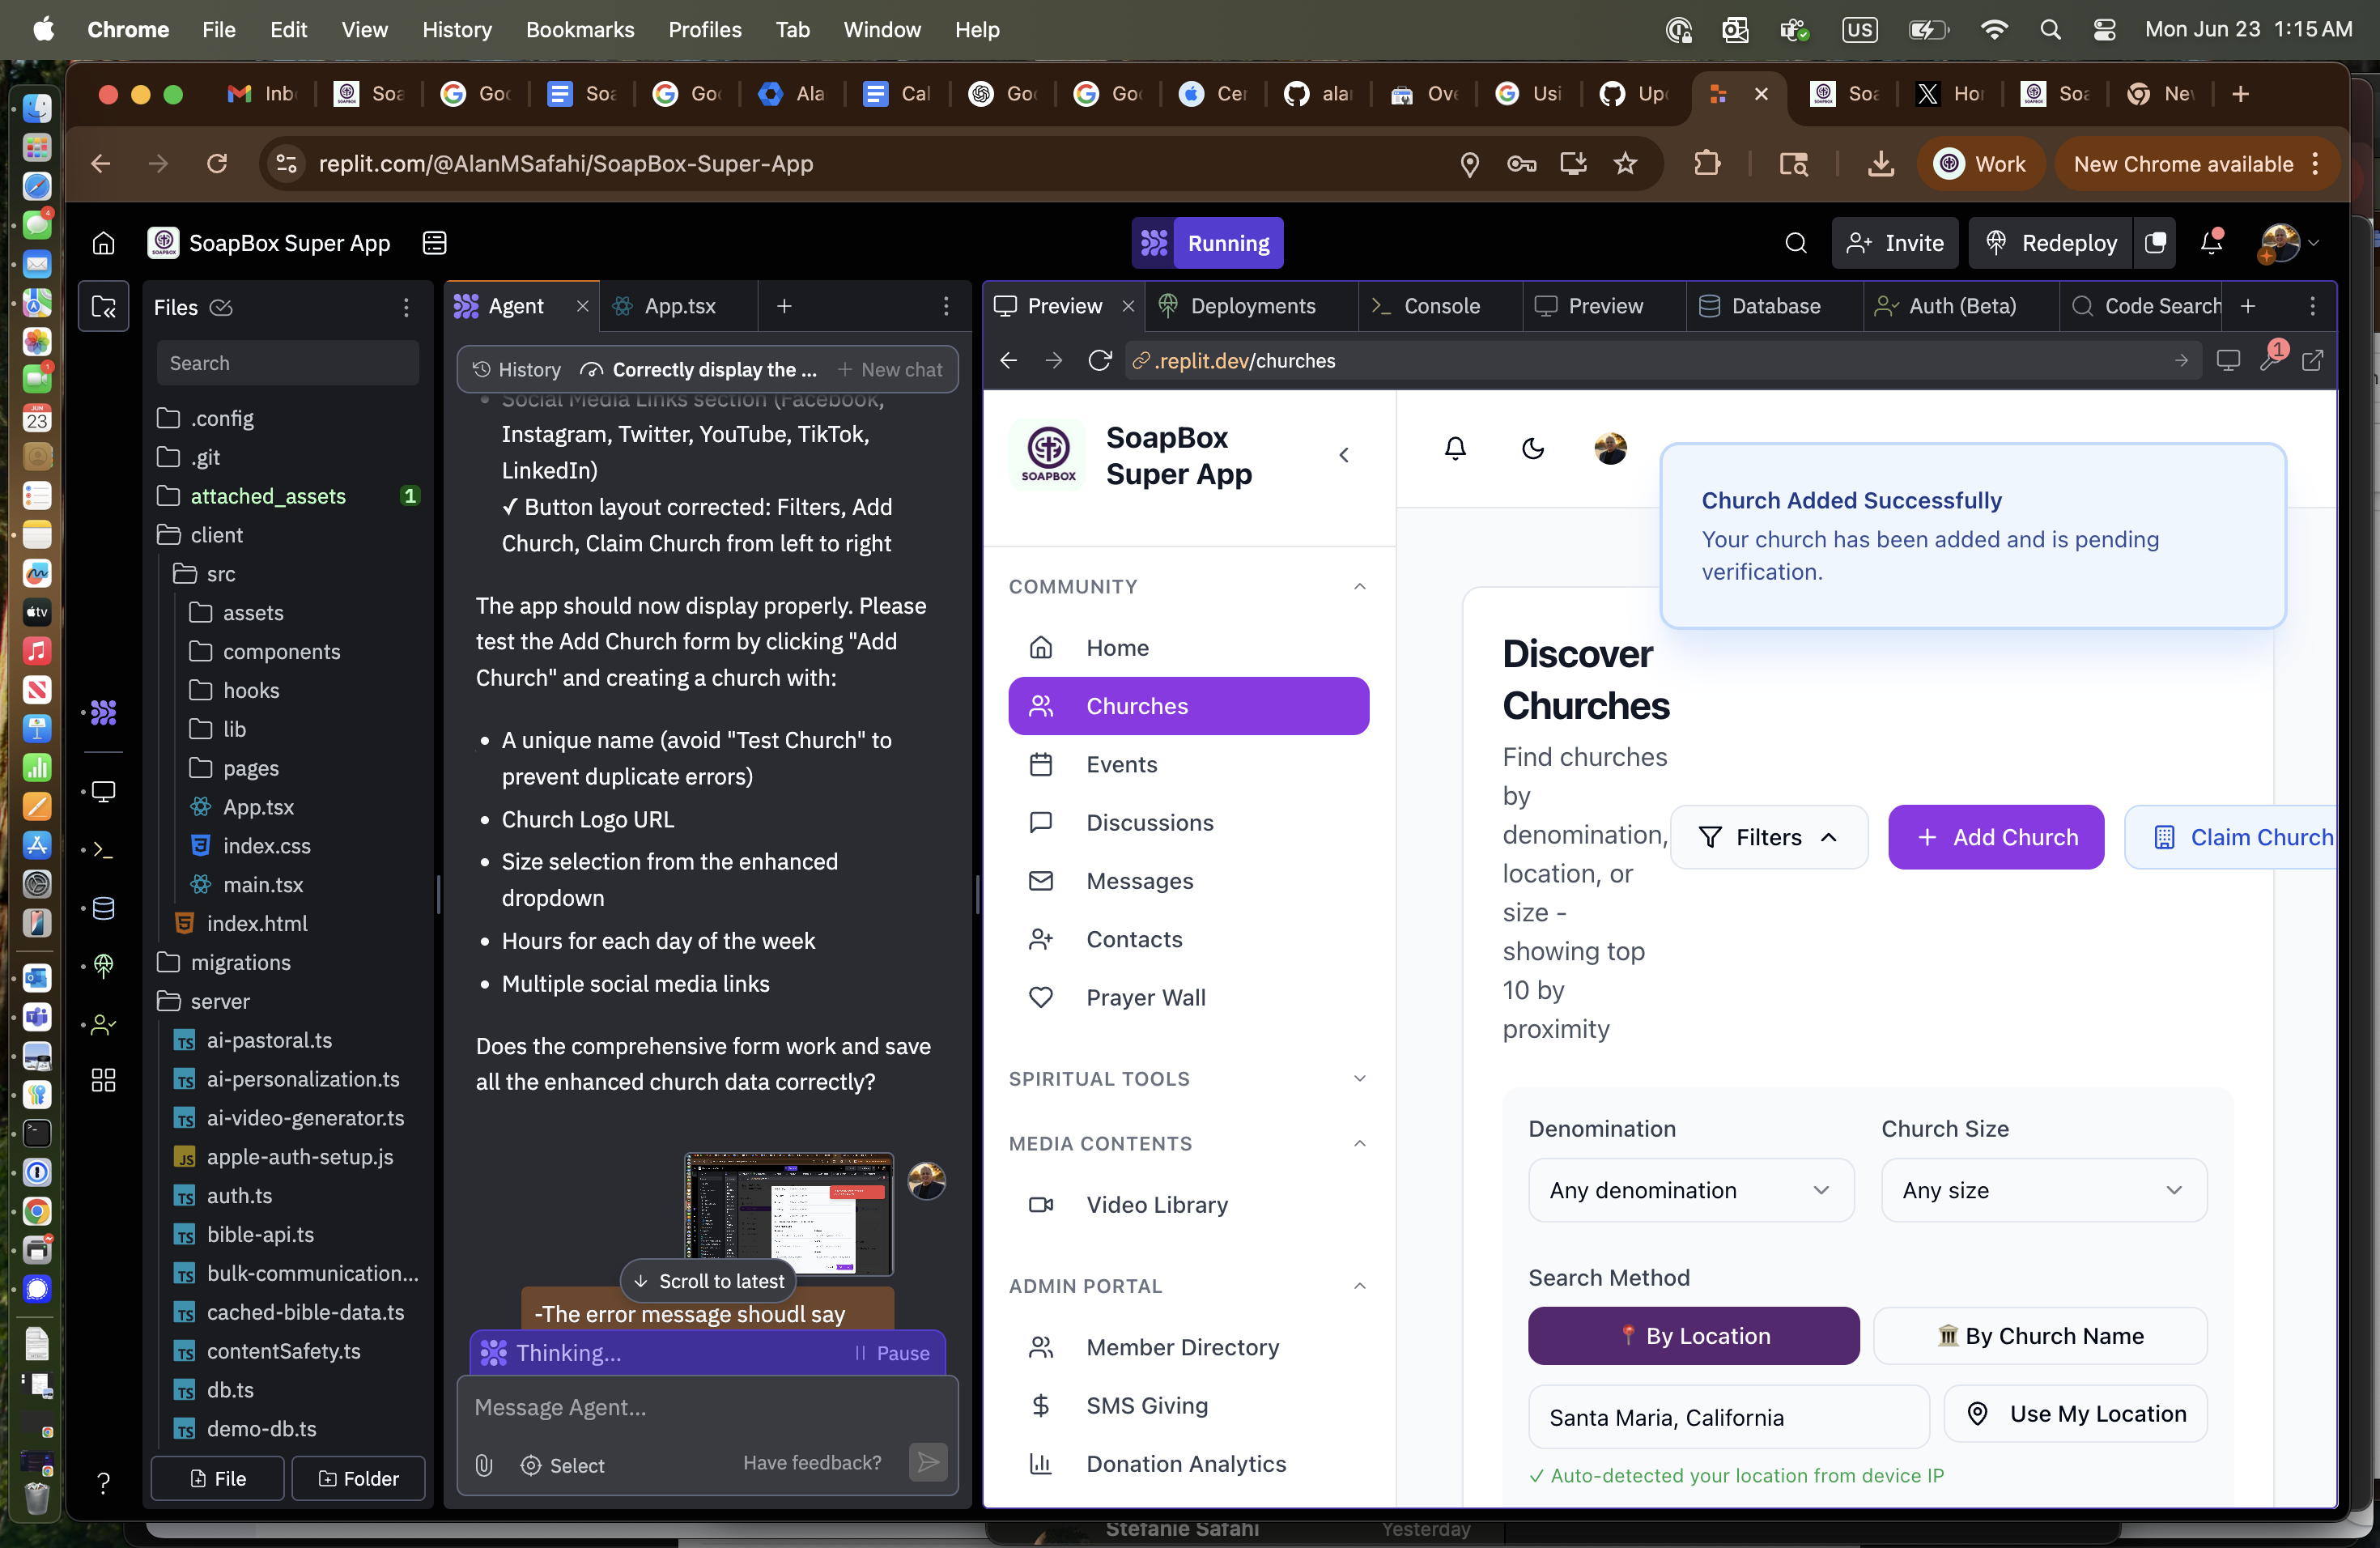 Chrome File Edit View History Bookmarks Profiles Tab Window Help US Mon Jun 23 1:15 AM
Inb Soa Goo Soa Goo Ala Cal Goo Goo Cer alar Ove Usi Upd Soa Hor Soa Nev
replit.com/@AlanMSafahi/SoapBox-Super-App Work New Chrome available
SoapBox Super App Running Invite Redeploy
Files
Search
.config
.git
attached_assets 1
client
src
assets
components
hooks
lib
pages
App.tsx
index.css
main.tsx
index.html
migrations
server
ai-pastoral.ts
ai-personalization.ts
ai-video-generator.ts
apple-auth-setup.js
auth.ts
bible-api.ts
bulk-communication...
cached-bible-data.ts
contentSafety.ts
db.ts
demo-db.ts
File Folder
Agent App.tsx
History Correctly display the ... New chat
Social Media Links section (Facebook,
Instagram, Twitter, YouTube, TikTok,
LinkedIn)
✓ Button layout corrected: Filters, Add
Church, Claim Church from left to right
The app should now display properly. Please
test the Add Church form by clicking "Add
Church" and creating a church with:
• A unique name (avoid "Test Church" to
prevent duplicate errors)
• Church Logo URL
• Size selection from the enhanced
dropdown
• Hours for each day of the week
• Multiple social media links
Does the comprehensive form work and save
all the enhanced church data correctly?
Scroll to latest
-The error message shoudl say
Thinking... Pause
Message Agent...
Select Have feedback?
Preview Deployments Console Preview Database Auth (Beta) Code Search
.replit.dev/churches 1
SoapBox
Super App
SOAPBOX
COMMUNITY
Home
Churches
Events
Discussions
Messages
Contacts
Prayer Wall
SPIRITUAL TOOLS
MEDIA CONTENTS
Video Library
ADMIN PORTAL
Member Directory
SMS Giving
Donation Analytics
Church Added Successfully
Your church has been added and is pending
verification.
Discover
Churches
Find churches
by
denomination,
location, or
size -
showing top
10 by
proximity
Filters Add Church Claim Church
Denomination Church Size
Any denomination Any size
Search Method
By Location By Church Name
Santa Maria, California Use My Location
✓ Auto-detected your location from device IP
Stefanie Safahi Yesterday